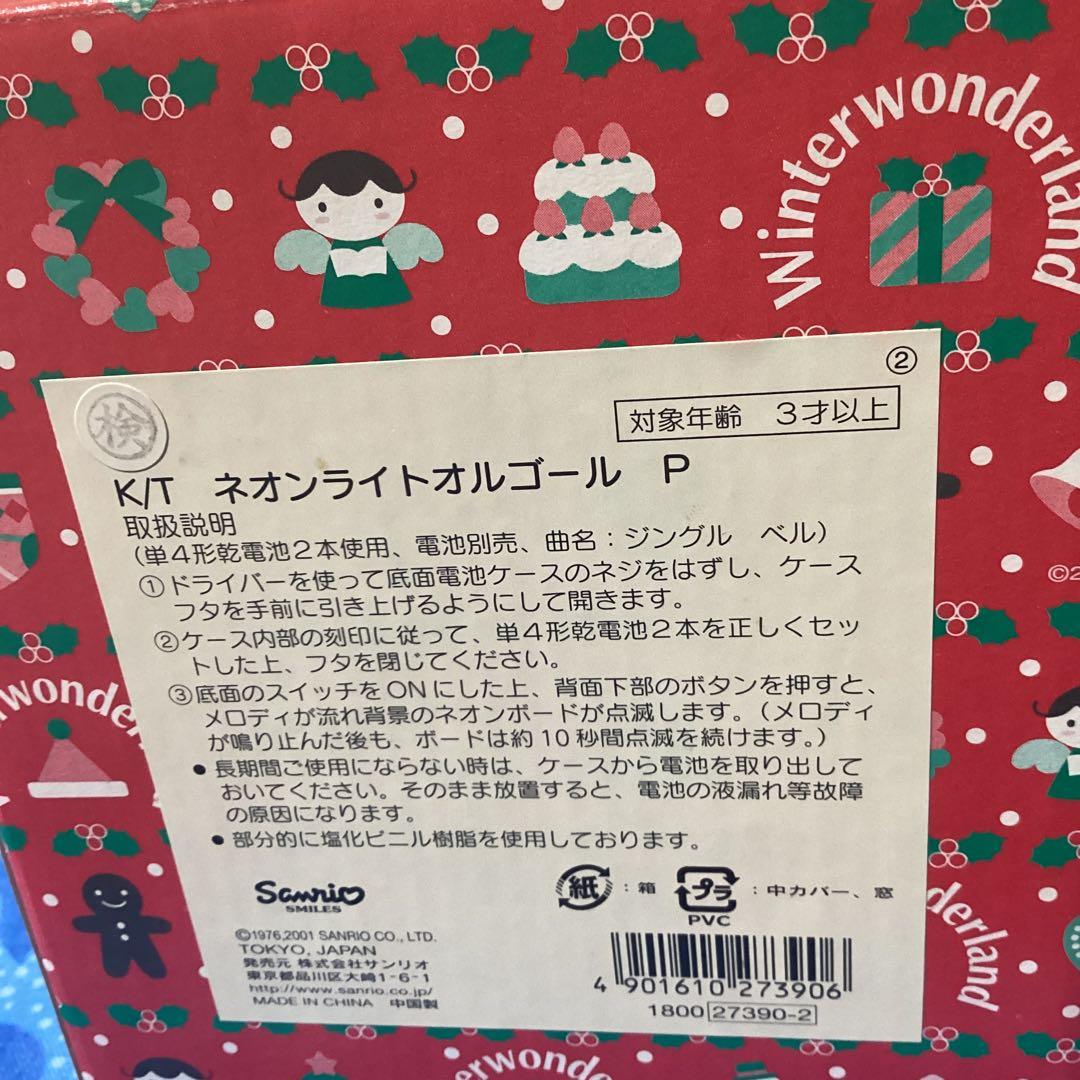 Winterwonderland
②
検
対象年齢 3才以上
K/T ネオンライトオルゴール P
取扱説明
(単4形乾電池2本使用、電池別売、曲名：ジングル ベル)
①ドライバーを使って底面電池ケースのネジをはずし、ケース
フタを手前に引き上げるようにして開きます。
②ケース内部の刻印に従って、単4形乾電池2本を正しくセッ
トした上、フタを閉じてください。
③底面のスイッチをONにした上、背面下部のボタンを押すと、
メロディが流れ背景のネオンボードが点滅します。(メロディ
が鳴り止んだ後も、ボードは約10秒間点滅を続けます。)
●長期間ご使用にならない時は、ケースから電池を取り出して
おいてください。そのまま放置すると、電池の液漏れ等故障
の原因になります。
●部分的に塩化ビニル樹脂を使用しております。
紙：箱 プラ：中カバー、窓
PVC
Sanrio
SMILES
©1976,2001 SANRIO CO., LTD.
TOKYO, JAPAN
発売元 株式会社サンリオ
東京都品川区大崎1-6-1
http://www.sanrio.co.jp/
MADE IN CHINA 中国製
4 901610 273906
1800 27390-2
rwonde
derland
rwonderland
©2